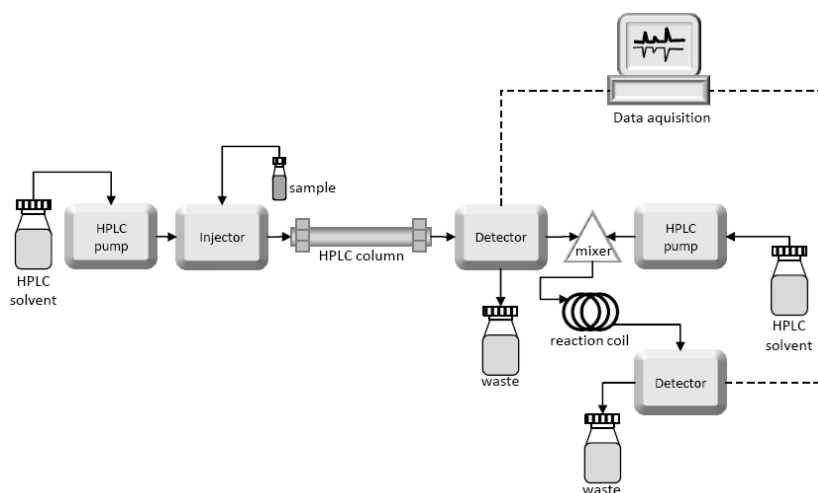 Data aquisition
sample
HPLC
pump
Injector
HPLC column
Detector
mixer
HPLC
pump
HPLC
solvent
waste
reaction coil
HPLC
solvent
Detector
waste